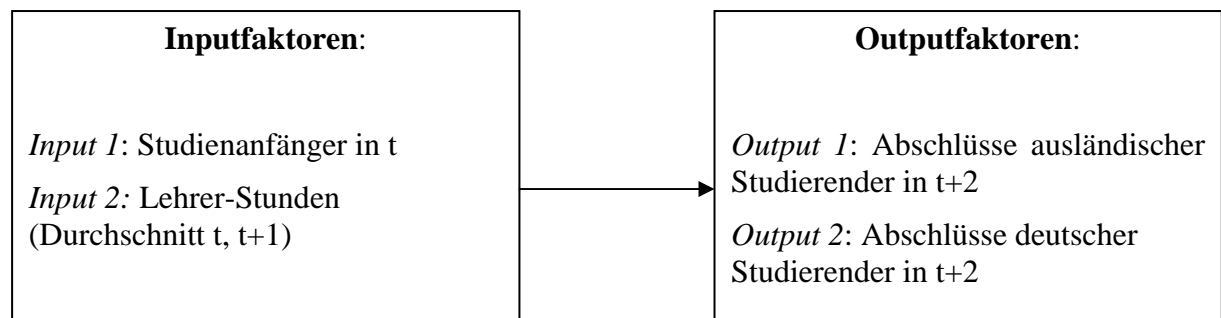 Inputfaktoren:
Input 1: Studienanfänger in t
Input 2: Lehrer-Stunden
(Durchschnitt t, t+1)
Outputfaktoren:
Output 1: Abschlüsse ausländischer
Studierender in t+2
Output 2: Abschlüsse deutscher
Studierender in t+2